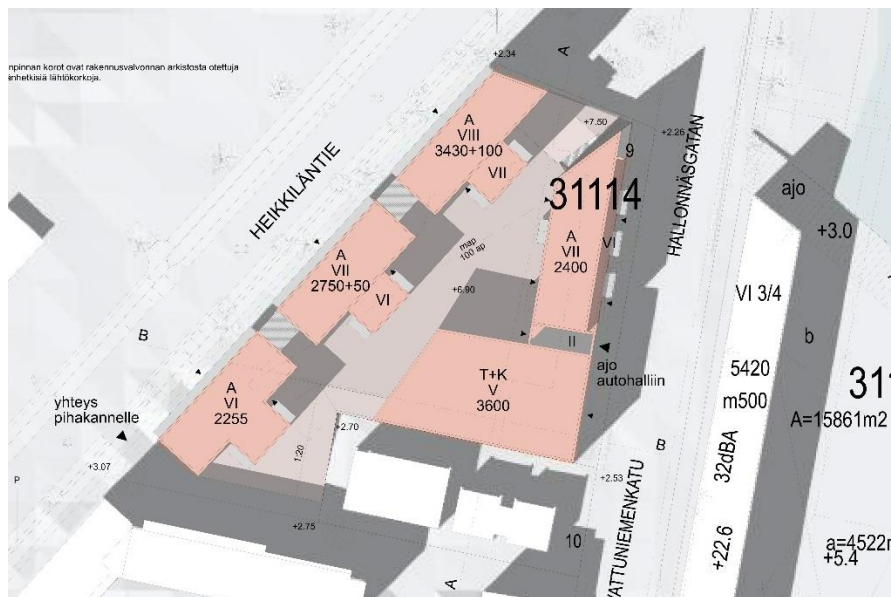 npinnan korot ovat rakennusvalvonnan arkistosta otettuja
änhetkisiä lähtökorkoja.
+2.34
A
A
VIII
3430+100
VII
+7.50
+2.26
9
31114
HEIKKILÄNTIE
HALLONNÄSGATAN
map
100 ap
A
VII
2400
VI
A
VII
2750+50
VI
+6.90
II
ajo
autohalliin
B
A
VI
2255
T+K
V
3600
yhteys
pihakannelle
+2.70
+3.07
P
1:20
+2.75
+2.53
B
10
A
VATTUNIEMENKATU
ajo
+3.0
VI 3/4
b
5420
m500
311
A=15861m2
32dBA
+22.6
a=4522m
+5.4